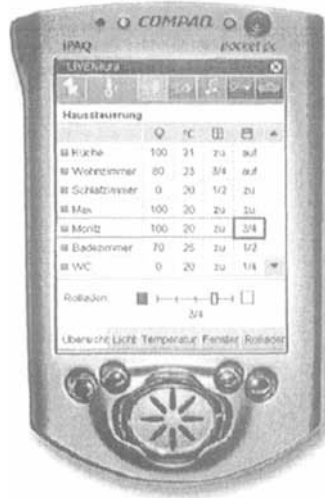 COMPAQ
iPAQ pocket pc
Haussteuerung
°C
Küche 100 21 zu auf
Wohnzimmer 80 23 3/4 auf
Schlafzimmer 0 20 1/2 zu
Max 100 20 zu zu
Moritz 100 20 zu 3/4
Badezimmer 70 25 zu 1/2
WC 0 20 zu 1/4
Rolladen:
3/4
Übersicht Licht Temperatur Fenster Rolladen